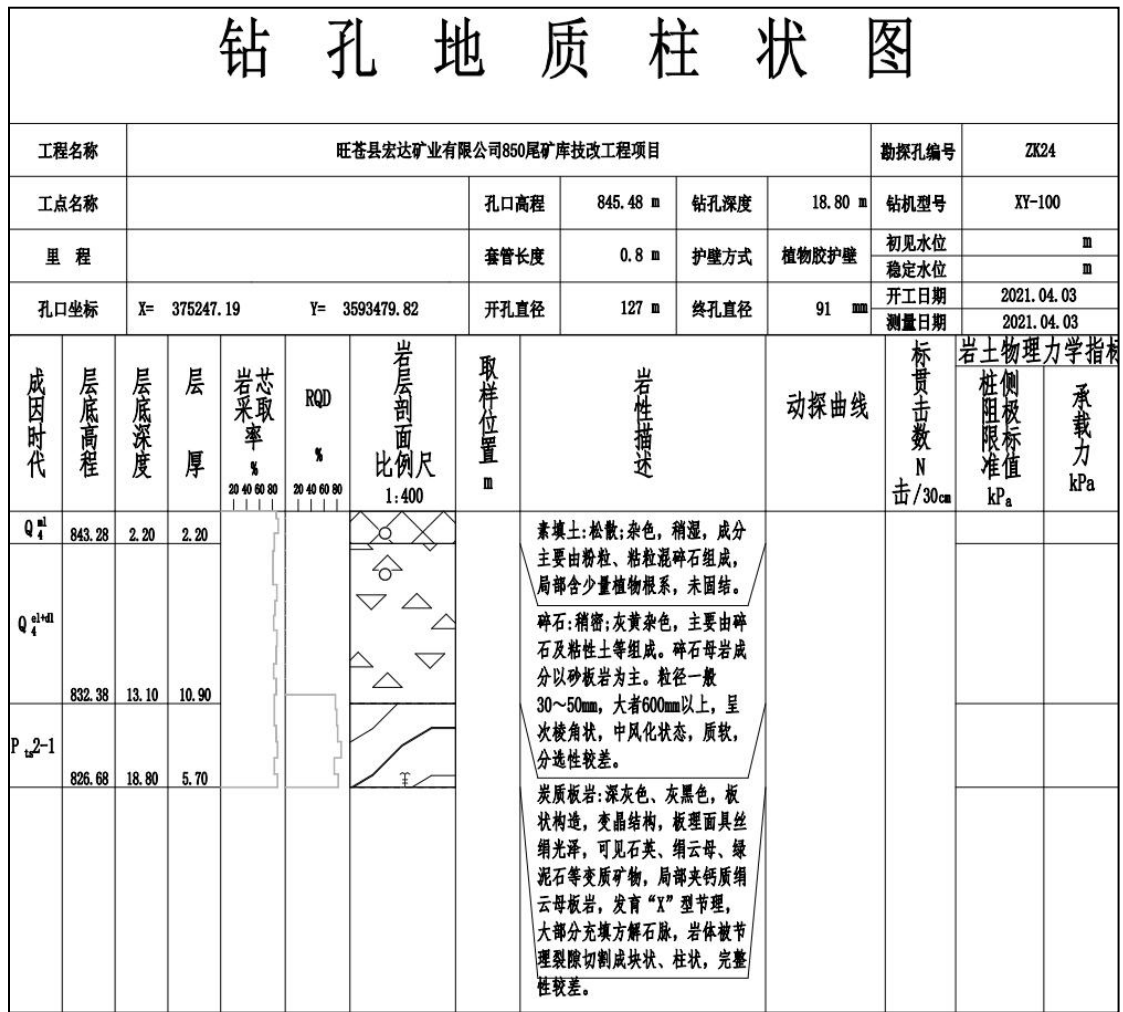 钻孔地质柱状图
工程名称 旺苍县宏达矿业有限公司850尾矿库技改工程项目 勘探孔编号 ZK24
工点名称 孔口高程 845.48 m 钻孔深度 18.80 m 钻机型号 XY-100
里 程 套管长度 0.8 m 护壁方式 植物胶护壁 初见水位 m
稳定水位 m
孔口坐标 X= 375247.19 Y= 3593479.82 开孔直径 127 m 终孔直径 91 mm 开工日期 2021.04.03
测量日期 2021.04.03
成因时代
层底高程
层底深度
层厚
岩芯采取率
%
20 40 60 80
RQD
%
20 40 60 80
岩层剖面
比例尺
1:400
取样位置
m
岩性描述
动探曲线
标贯击数
N
击/30cm
岩土物理力学指标
桩侧阻极限标准值
kPa
承载力
kPa
Q4ml 843.28 2.20 2.20
素填土:松散;杂色，稍湿，成分
主要由粉粒、粘粒混碎石组成，
局部含少量植物根系，未固结。
Q4el+dl
832.38 13.10 10.90
碎石:稍密;灰黄杂色，主要由碎
石及粘性土等组成。碎石母岩成
分以砂板岩为主。粒径一般
30～50mm，大者600mm以上，呈
次棱角状，中风化状态，质软，
分选性较差。
P 2-1
826.68 18.80 5.70
炭质板岩:深灰色、灰黑色，板
状构造，变晶结构，板理面具丝
绢光泽，可见石英、绢云母、绿
泥石等变质矿物，局部夹钙质绢
云母板岩，发育“X”型节理，
大部分充填方解石脉，岩体被节
理裂隙切割成块状、柱状，完整
性较差。